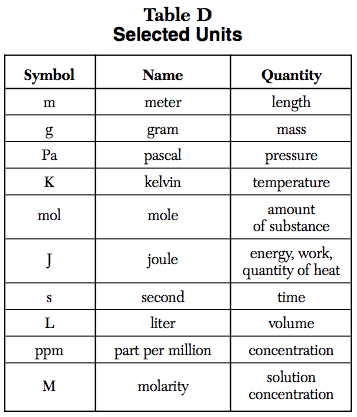 Table D
Selected Units
Symbol Name Quantity
m meter length
g gram mass
Pa pascal pressure
K kelvin temperature
mol mole amount
of substance
J joule energy, work,
quantity of heat
s second time
L liter volume
ppm part per million concentration
M molarity solution
concentration